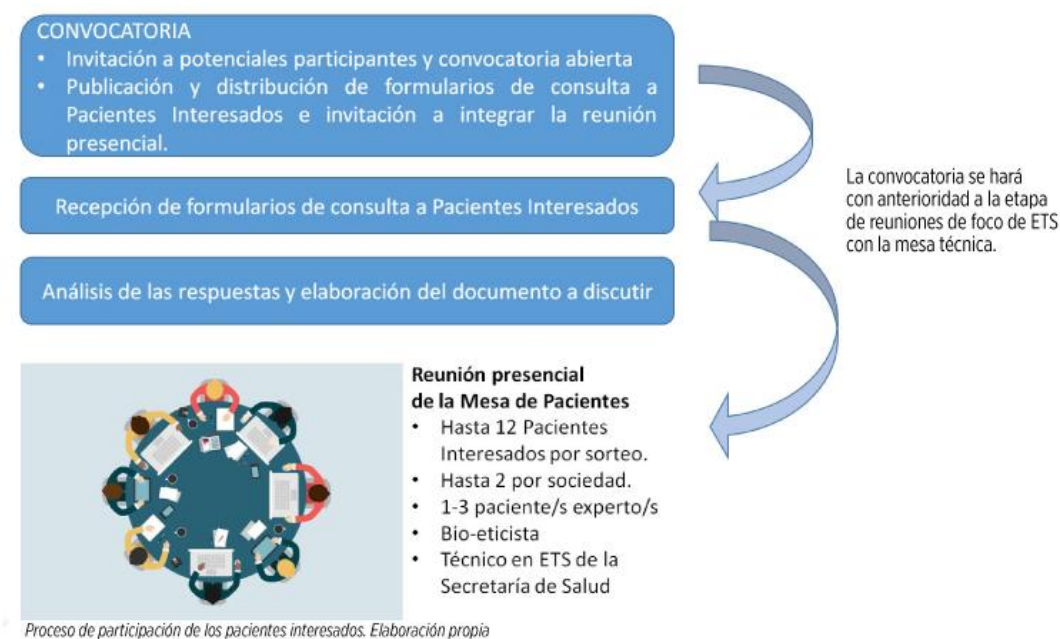 CONVOCATORIA
• Invitación a potenciales participantes y convocatoria abierta
• Publicación y distribución de formularios de consulta a
Pacientes Interesados e invitación a integrar la reunión
presencial.
Recepción de formularios de consulta a Pacientes Interesados
Análisis de las respuestas y elaboración del documento a discutir
La convocatoria se hará
con anterioridad a la etapa
de reuniones de foco de ETS
con la mesa técnica.
Reunión presencial
de la Mesa de Pacientes
• Hasta 12 Pacientes
Interesados por sorteo.
• Hasta 2 por sociedad.
• 1-3 paciente/s experto/s
• Bio-eticista
• Técnico en ETS de la
Secretaría de Salud
Proceso de participación de los pacientes interesados. Elaboración propia